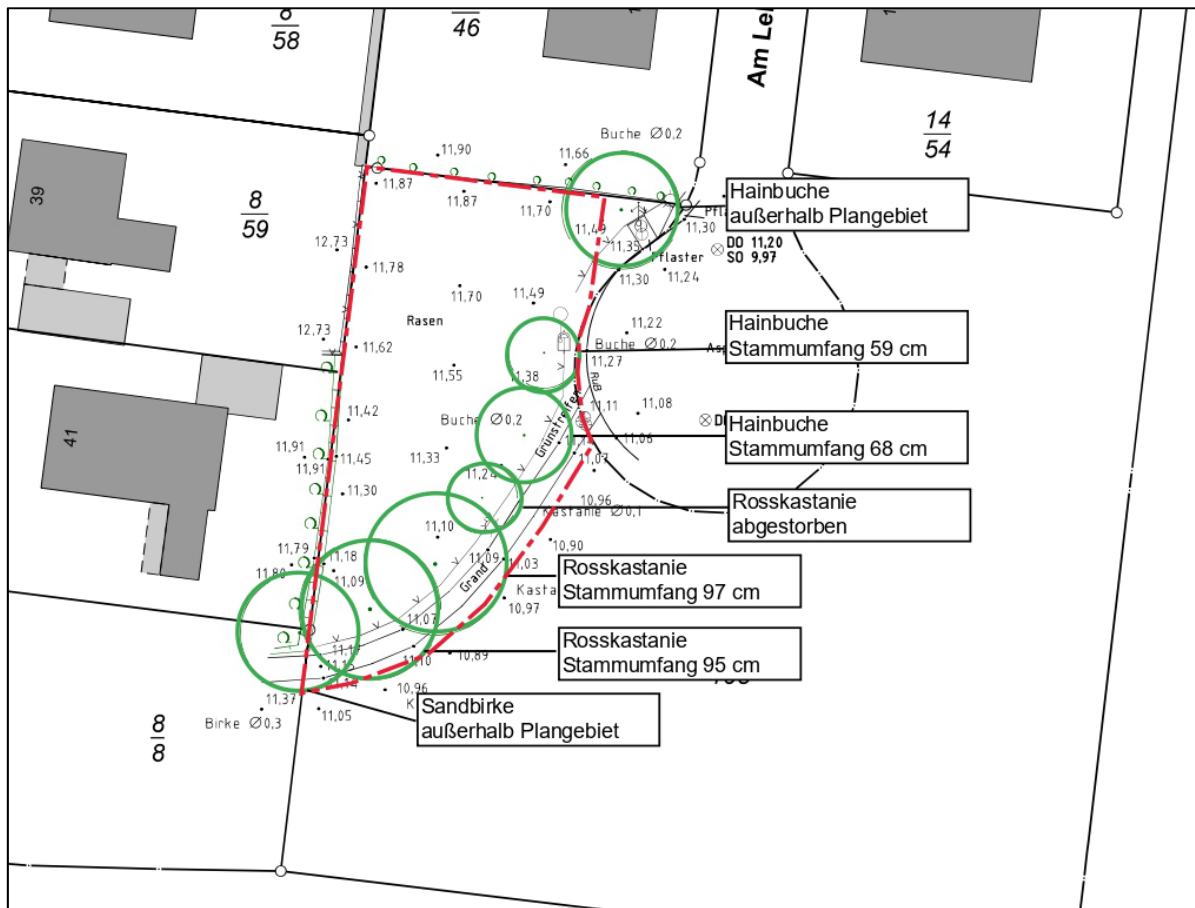 58
46
Am Lei
14
54
39
8
59
41
8
8
Buche Ø0,2
11,90
11,66
11,87
11,87
11,70
11,49
11,35
11,30
Hainbuche
außerhalb Plangebiet
Pflaster
DO 11,20
SO 9,97
12,73
11,78
11,30
11,24
11,70
11,49
Rasen
12,73
11,62
11,22
Buche Ø0,2
11,27
Hainbuche
Stammumfang 59 cm
11,55
11,38
11,42
Buche Ø0,2
Grünstreifen
11,11
11,08
11,06
Hainbuche
Stammumfang 68 cm
11,91
11,91
11,45
11,33
11,24
11,07
11,30
10,96
Kastanie Ø0,1
Rosskastanie
abgestorben
11,10
10,90
11,79
11,18
11,80
11,09
11,09
11,03
Grand
10,97
Rosskastanie
Stammumfang 97 cm
11,07
11,17
11,10
10,89
Rosskastanie
Stammumfang 95 cm
11,37
11,05
10,96
Birke Ø0,3
Sandbirke
außerhalb Plangebiet